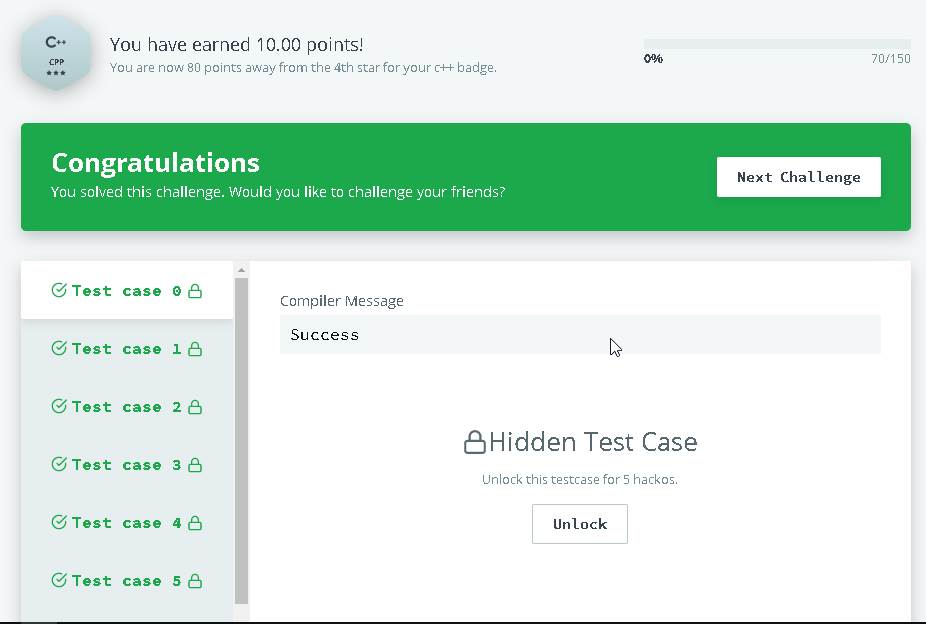 C++
CPP
★★★
You have earned 10.00 points!
You are now 80 points away from the 4th star for your c++ badge.
0%
70/150
Congratulations
You solved this challenge. Would you like to challenge your friends?
Next Challenge
Test case 0
Test case 1
Test case 2
Test case 3
Test case 4
Test case 5
Compiler Message
Success
Hidden Test Case
Unlock this testcase for 5 hackos.
Unlock